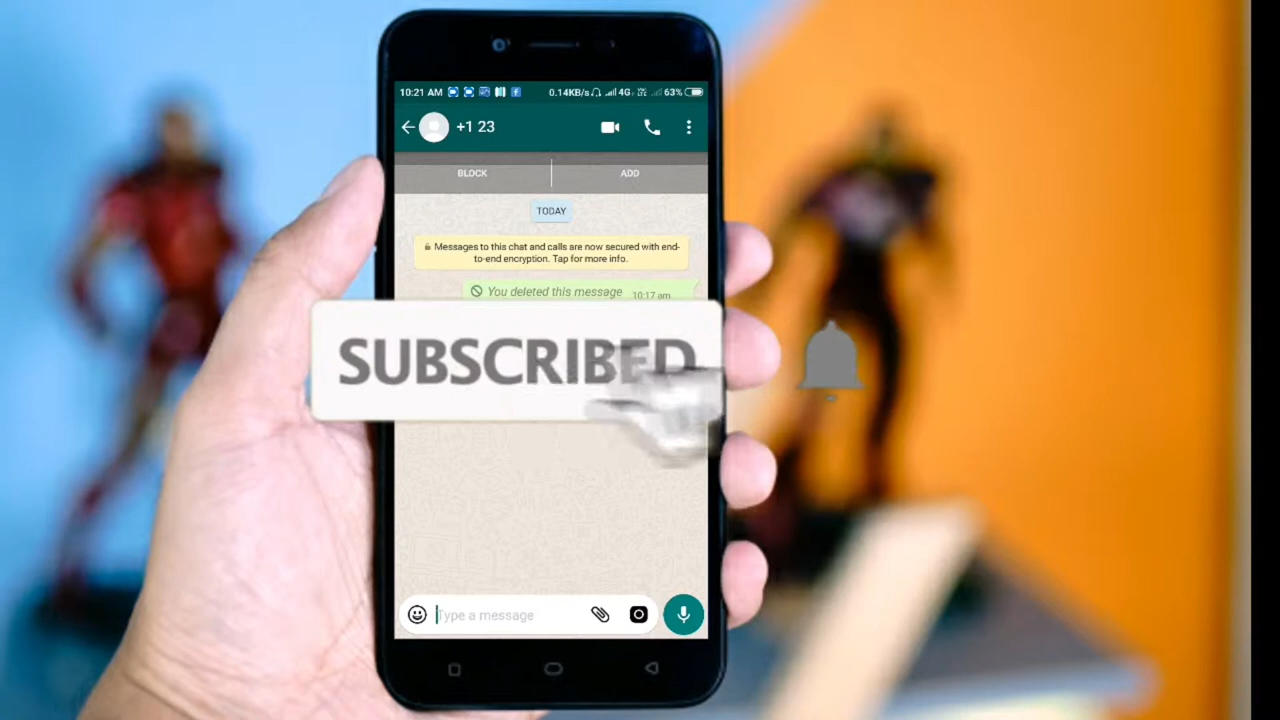 10:21 AM
0.14KB/s 4G 63%
+1 23
BLOCK
ADD
TODAY
Messages to this chat and calls are now secured with end-
to-end encryption. Tap for more info.
You deleted this message 10:17 am
SUBSCRIBED
Type a message